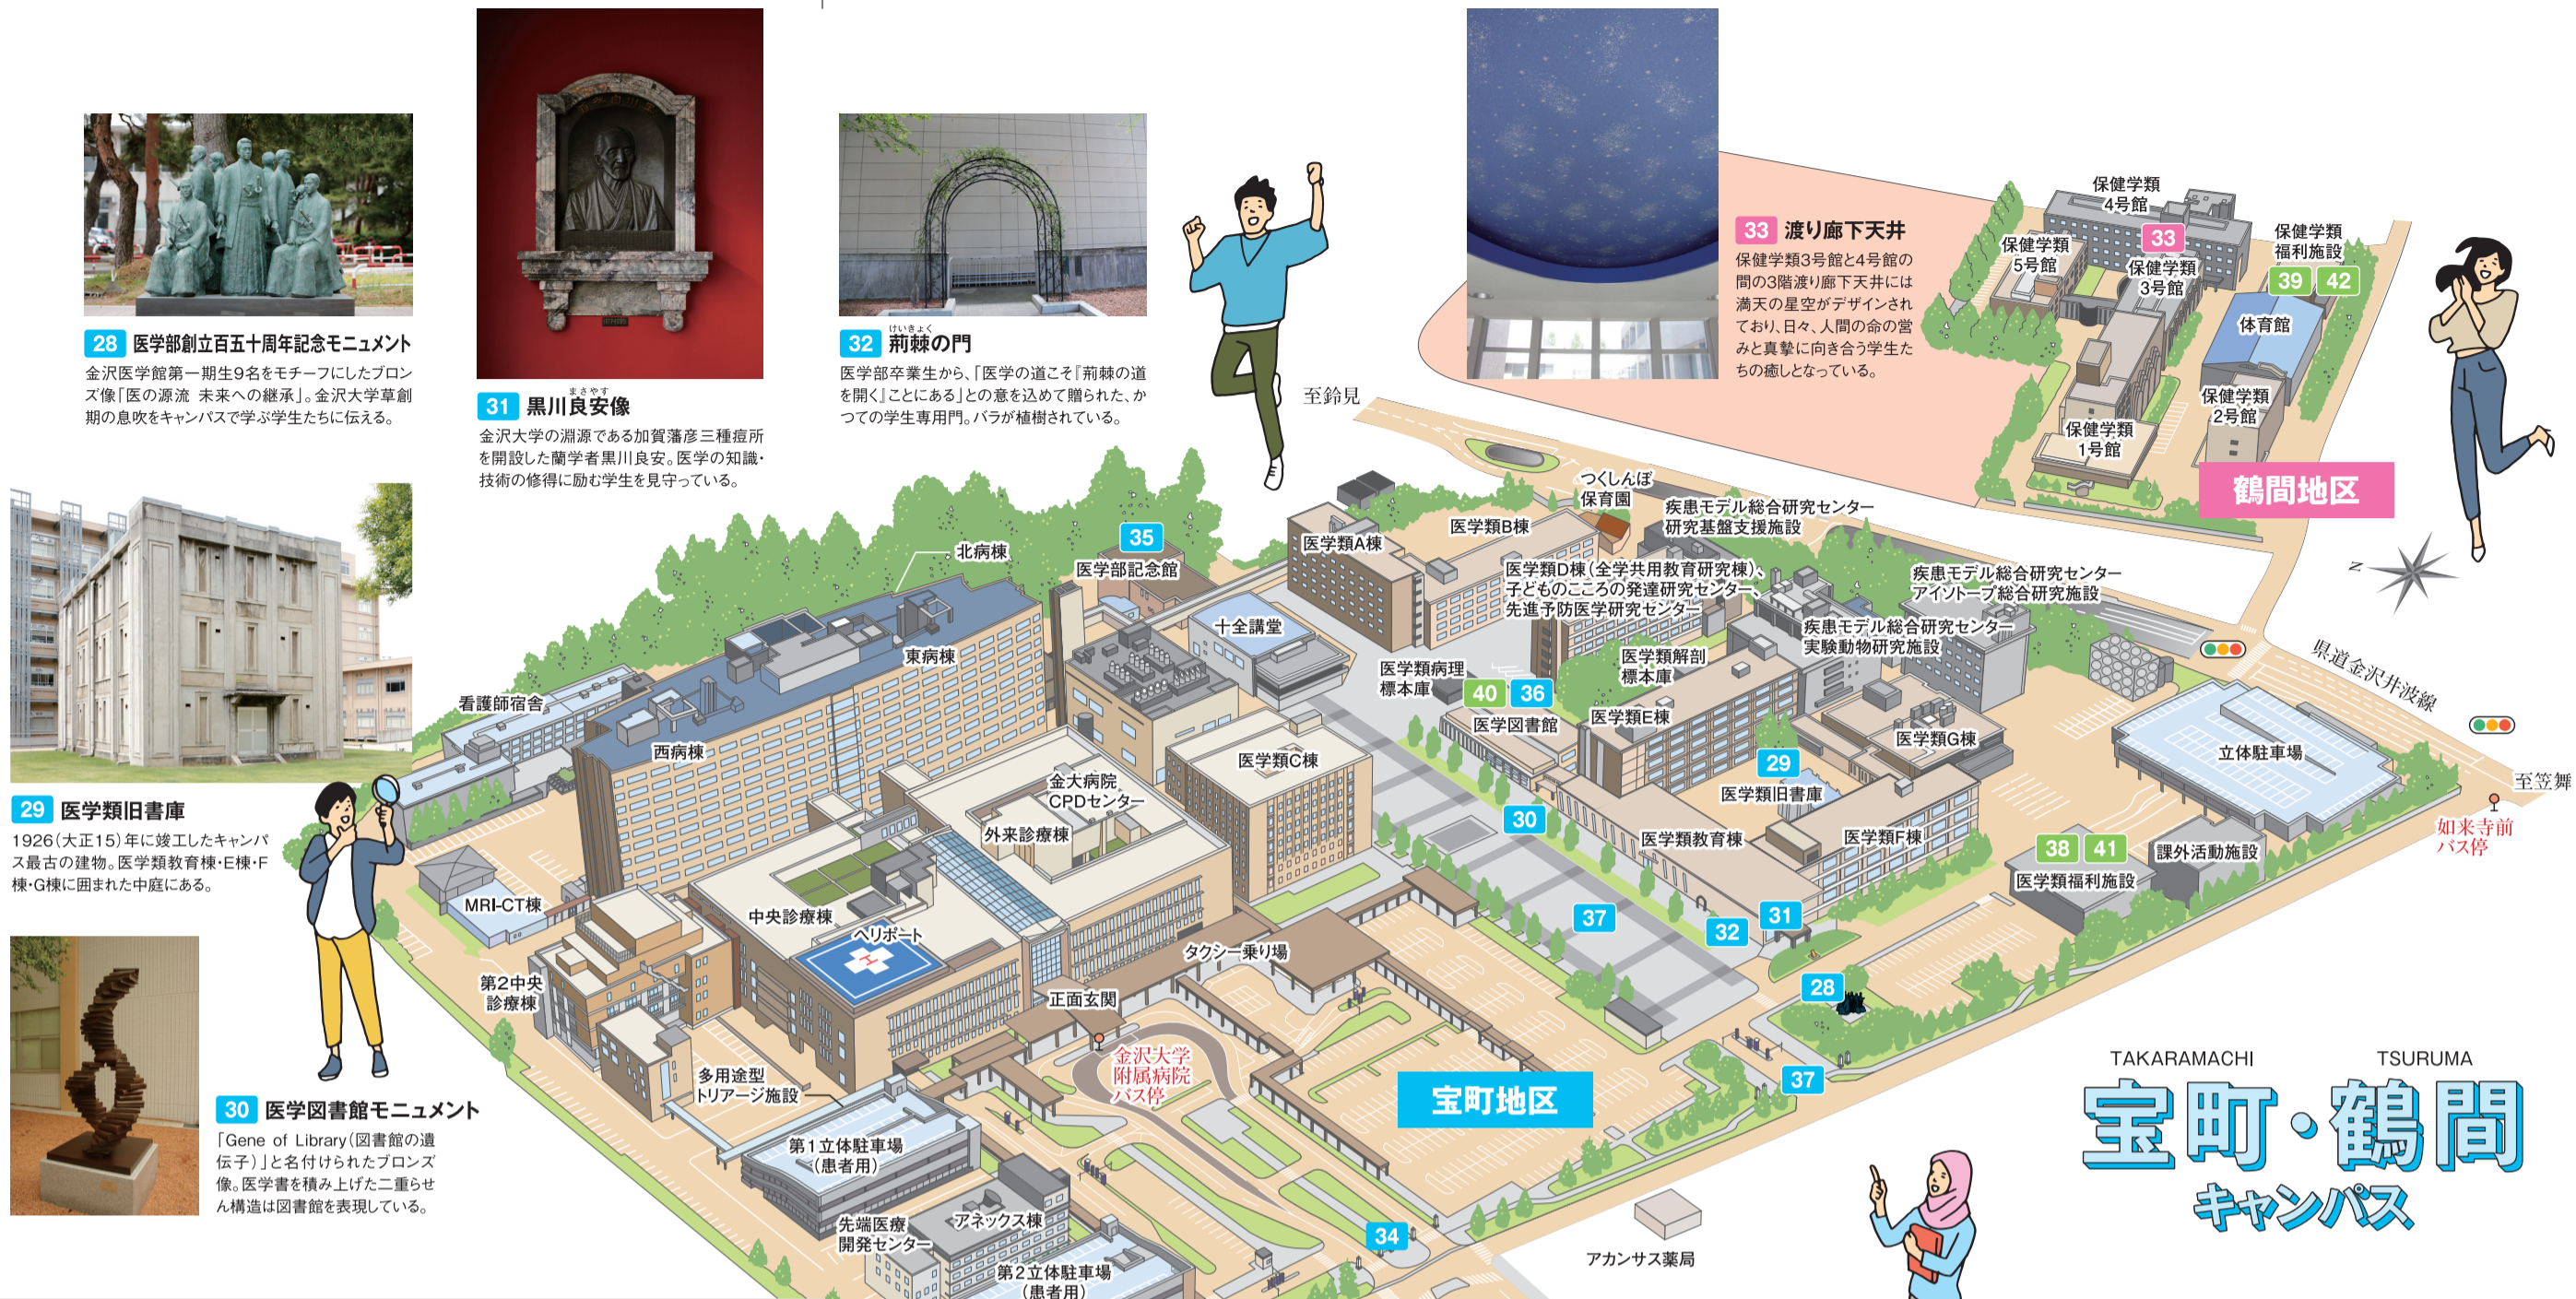 28 医学部創立百五十周年記念モニュメント
金沢医学館第一期生9名をモチーフにしたブロン
ズ像「医の源流 未来への継承」。金沢大学草創
期の息吹をキャンパスで学ぶ学生たちに伝える。
31 黒川良安像
まさやす
金沢大学の淵源である加賀藩彦三種痘所
を開設した蘭学者黒川良安。医学の知識・
技術の修得に励む学生を見守っている。
32 荊棘の門
けいきょく
医学部卒業生から、「医学の道こそ『荊棘の道
を開く』ことにある」との意を込めて贈られた、か
つての学生専用門。バラが植樹されている。
33 渡り廊下天井
保健学類3号館と4号館の
間の3階渡り廊下天井には
満天の星空がデザインされ
ており、日々、人間の命の営
みと真摯に向き合う学生た
ちの癒しとなっている。
29 医学類旧書庫
1926(大正15)年に竣工したキャンパ
ス最古の建物。医学類教育棟・E棟・F
棟・G棟に囲まれた中庭にある。
30 医学図書館モニュメント
「Gene of Library(図書館の遺
伝子)」と名付けられたブロンズ
像。医学書を積み上げた二重らせ
ん構造は図書館を表現している。
保健学類
4号館
33
保健学類
5号館
保健学類
3号館
保健学類
福利施設
39 42
体育館
保健学類
2号館
保健学類
1号館
鶴間地区
至鈴見
つくしんぼ
保育園
疾患モデル総合研究センター
研究基盤支援施設
医学類A棟
医学類B棟
北病棟
35
医学部記念館
医学類D棟(全学共用教育研究棟)、
子どものこころの発達研究センター、
先進予防医学研究センター
疾患モデル総合研究センター
アイソトープ総合研究施設
疾患モデル総合研究センター
実験動物研究施設
N
県道金沢井波線
十全講堂
東病棟
医学類解剖
標本庫
医学類病理
標本庫
40 36
医学図書館
医学類E棟
看護師宿舎
西病棟
医学類C棟
金大病院
CPDセンター
外来診療棟
医学類G棟
29
医学類旧書庫
立体駐車場
至笠舞
如来寺前
バス停
30
医学類教育棟
医学類F棟
38 41
医学類福利施設
課外活動施設
MRI-CT棟
中央診療棟
ヘリポート
H
37
32
31
タクシー乗り場
第2中央
診療棟
正面玄関
28
金沢大学
附属病院
バス停
多用途型
トリアージ施設
37
宝町地区
第1立体駐車場
(患者用)
先端医療
開発センター
アネックス棟
34
第2立体駐車場
(患者用)
アカンサス薬局
TAKARAMACHI TSURUMA
宝町・鶴間
キャンパス